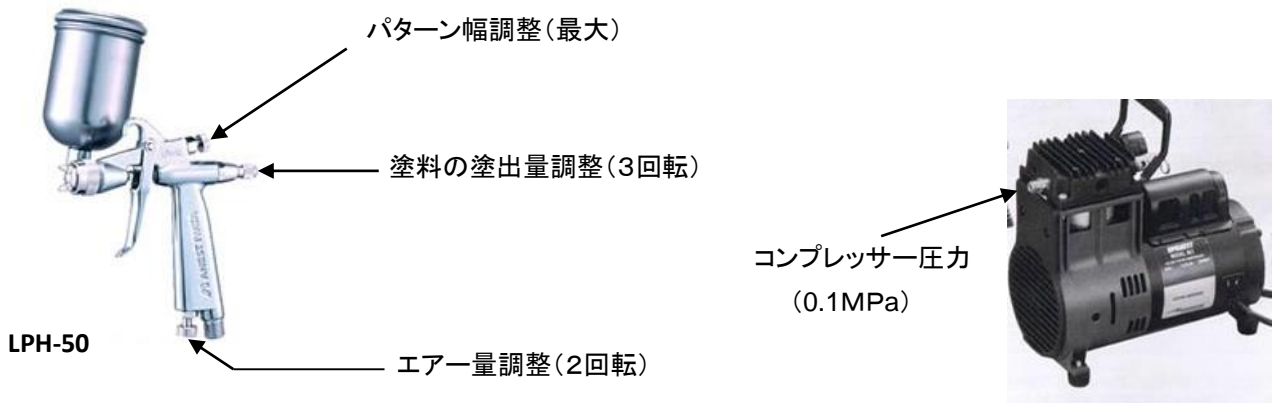 パターン幅調整（最大）
塗料の塗出量調整（3回転）
コンプレッサー圧力
（0.1MPa）
LPH-50
エアー量調整（2回転）
ANEST IWATA